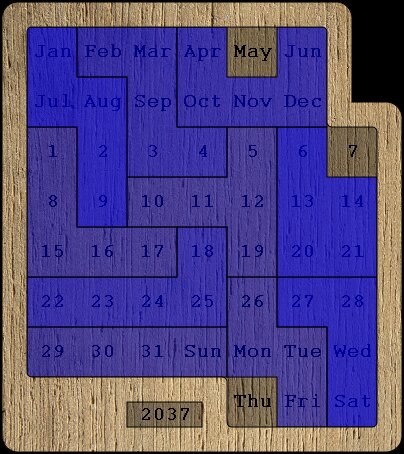 Jan Feb Mar Apr May Jun
Jul Aug Sep Oct Nov Dec
1 2 3 4 5 6 7
8 9 10 11 12 13 14
15 16 17 18 19 20 21
22 23 24 25 26 27 28
29 30 31 Sun Mon Tue Wed
2037 Thu Fri Sat